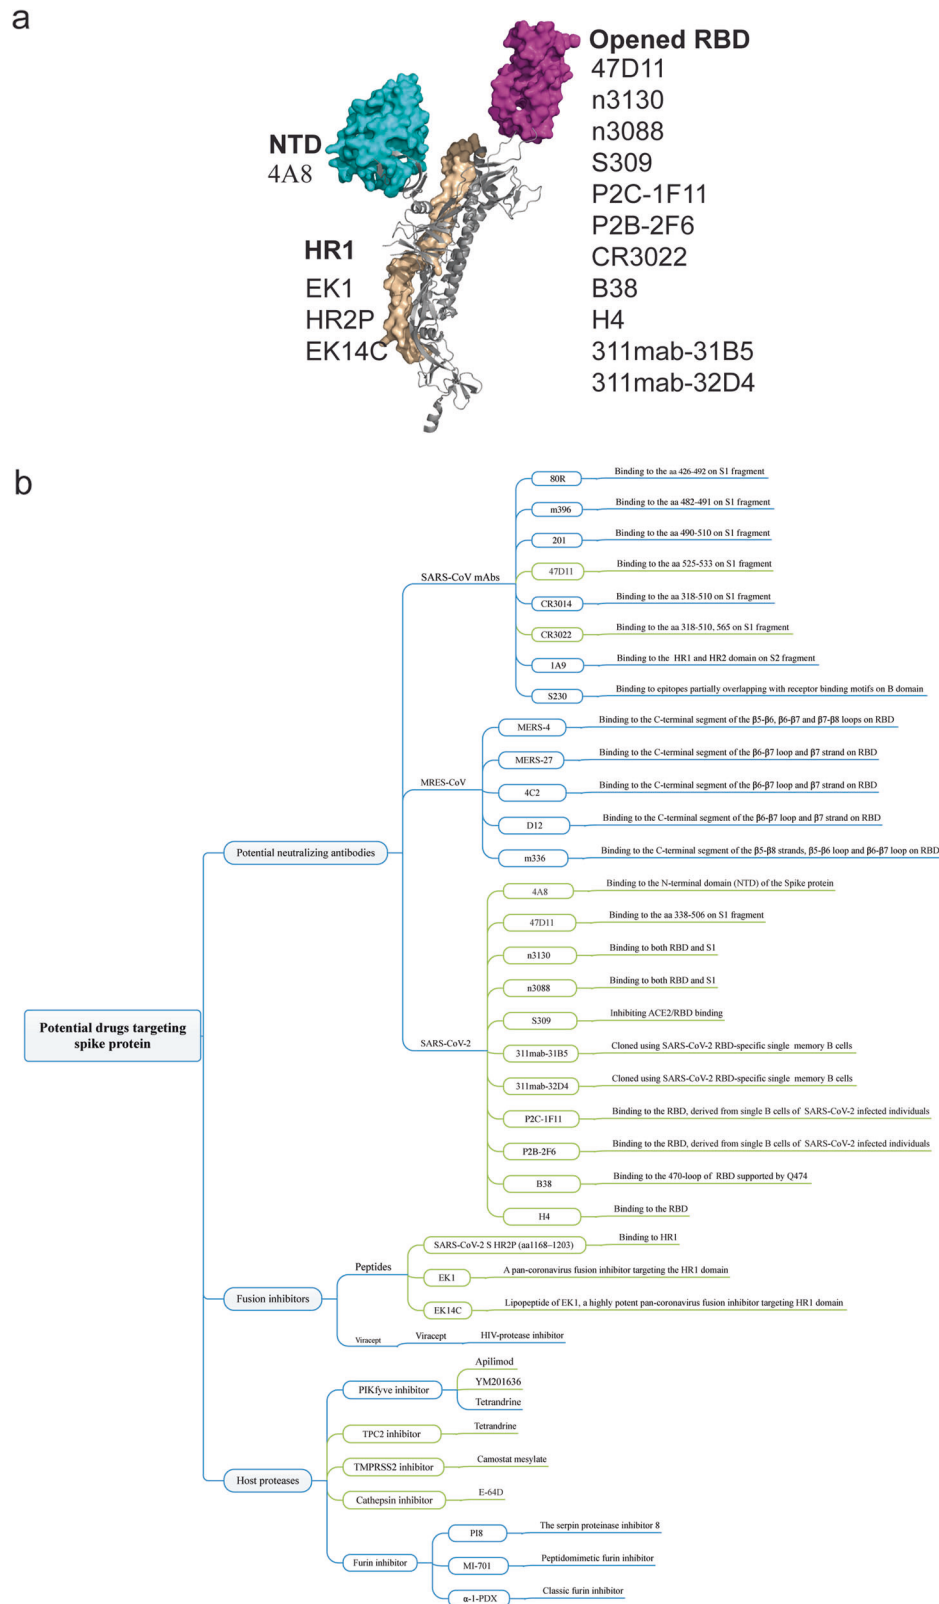 a
Opened RBD
47D11
n3130
n3088
S309
P2C-1F11
P2B-2F6
CR3022
B38
H4
311mab-31B5
311mab-32D4
NTD
4A8
HR1
EK1
HR2P
EK14C
b
Potential drugs targeting
spike protein
Potential neutralizing antibodies
SARS-CoV mAbs
80R
Binding to the aa 426-492 on S1 fragment
m396
Binding to the aa 482-491 on S1 fragment
201
Binding to the aa 490-510 on S1 fragment
47D11
Binding to the aa 525-533 on S1 fragment
CR3014
Binding to the aa 318-510 on S1 fragment
CR3022
Binding to the aa 318-510, 565 on S1 fragment
1A9
Binding to the HR1 and HR2 domain on S2 fragment
S230
Binding to epitopes partially overlapping with receptor binding motifs on B domain
MRES-CoV
MERS-4
Binding to the C-terminal segment of the β5-β6, β6-β7 and β7-β8 loops on RBD
MERS-27
Binding to the C-terminal segment of the β6-β7 loop and β7 strand on RBD
4C2
Binding to the C-terminal segment of the β6-β7 loop and β7 strand on RBD
D12
Binding to the C-terminal segment of the β6-β7 loop and β7 strand on RBD
m336
Binding to the C-terminal segment of the β5-β8 strands, β5-β6 loop and β6-β7 loop on RBD
SARS-CoV-2
4A8
Binding to the N-terminal domain (NTD) of the Spike protein
47D11
Binding to the aa 338-506 on S1 fragment
n3130
Binding to both RBD and S1
n3088
Binding to both RBD and S1
S309
Inhibiting ACE2/RBD binding
311mab-31B5
Cloned using SARS-CoV-2 RBD-specific single memory B cells
311mab-32D4
Cloned using SARS-CoV-2 RBD-specific single memory B cells
P2C-1F11
Binding to the RBD, derived from single B cells of SARS-CoV-2 infected individuals
P2B-2F6
Binding to the RBD, derived from single B cells of SARS-CoV-2 infected individuals
B38
Binding to the 470-loop of RBD supported by Q474
H4
Binding to the RBD
Fusion inhibitors
Peptides
SARS-CoV-2 S HR2P (aa1168–1203)
Binding to HR1
EK1
A pan-coronavirus fusion inhibitor targeting the HR1 domain
EK14C
Lipopeptide of EK1, a highly potent pan-coronavirus fusion inhibitor targeting HR1 domain
Viracept
Viracept
HIV-protease inhibitor
Host proteases
PIKfyve inhibitor
Apilimod
YM201636
Tetrandrine
TPC2 inhibitor
Tetrandrine
TMPRSS2 inhibitor
Camostat mesylate
Cathepsin inhibitor
E-64D
Furin inhibitor
PI8
The serpin proteinase inhibitor 8
MI-701
Peptidomimetic furin inhibitor
α-1-PDX
Classic furin inhibitor